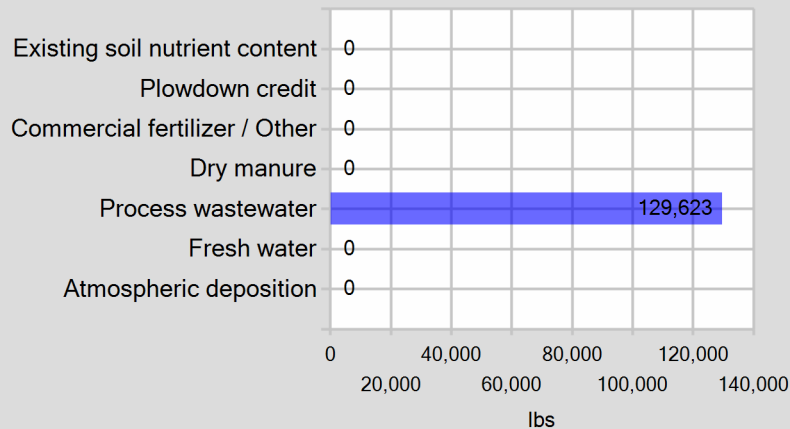 Existing soil nutrient content 0
Plowdown credit 0
Commercial fertilizer / Other 0
Dry manure 0
Process wastewater 129,623
Fresh water 0
Atmospheric deposition 0
0 40,000 80,000 120,000
20,000 60,000 100,000 140,000
lbs